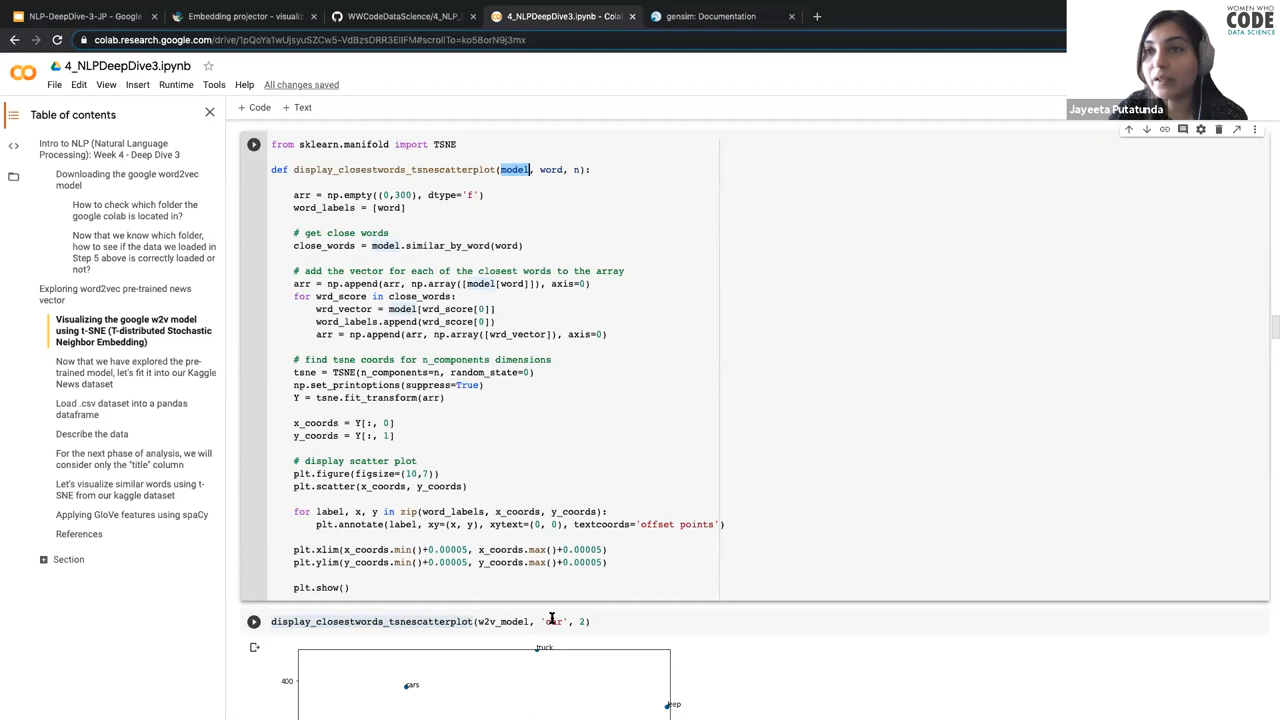 NLP-DeepDive-3-JP - Google
Embedding projector - visualiz
WWCodeDataScience/4_NLP_
4_NLPDeepDive3.ipynb - Colab
gensim: Documentation
WOMEN WHO
CODE
DATA SCIENCE
colab.research.google.com/drive/1pQoYa1wUjsyuSZCw5-VdBzsDRR3ElIFM#scrollTo=ko58orN9j3mx
4_NLPDeepDive3.ipynb
File Edit View Insert Runtime Tools Help All changes saved
Jayeeta Putatunda
Table of contents
+ Code + Text
Intro to NLP (Natural Language
Processing): Week 4 - Deep Dive 3
Downloading the google word2vec
model
How to check which folder the
google colab is located in?
Now that we know which folder,
how to see if the data we loaded in
Step 5 above is correctly loaded or
not?
Exploring word2vec pre-trained news
vector
Visualizing the google w2v model
using t-SNE (T-distributed Stochastic
Neighbor Embedding)
Now that we have explored the pre-
trained model, let's fit it into our Kaggle
News dataset
Load .csv dataset into a pandas
dataframe
Describe the data
For the next phase of analysis, we will
consider only the "title" column
Let's visualize similar words using t-
SNE from our kaggle dataset
Applying GloVe features using spaCy
References
Section
from sklearn.manifold import TSNE
def display_closestwords_tsnescatterplot(model, word, n):
arr = np.empty((0,300), dtype='f')
word_labels = [word]
# get close words
close_words = model.similar_by_word(word)
# add the vector for each of the closest words to the array
arr = np.append(arr, np.array([model[word]]), axis=0)
for wrd_score in close_words:
wrd_vector = model[wrd_score[0]]
word_labels.append(wrd_score[0])
arr = np.append(arr, np.array([wrd_vector]), axis=0)
# find tsne coords for n_components dimensions
tsne = TSNE(n_components=n, random_state=0)
np.set_printoptions(suppress=True)
Y = tsne.fit_transform(arr)
x_coords = Y[:, 0]
y_coords = Y[:, 1]
# display scatter plot
plt.figure(figsize=(10,7))
plt.scatter(x_coords, y_coords)
for label, x, y in zip(word_labels, x_coords, y_coords):
plt.annotate(label, xy=(x, y), xytext=(0, 0), textcoords='offset points')
plt.xlim(x_coords.min()+0.00005, x_coords.max()+0.00005)
plt.ylim(y_coords.min()+0.00005, y_coords.max()+0.00005)
plt.show()
display_closestwords_tsnescatterplot(w2v_model, 'car', 2)
truck
400
cars
jeep